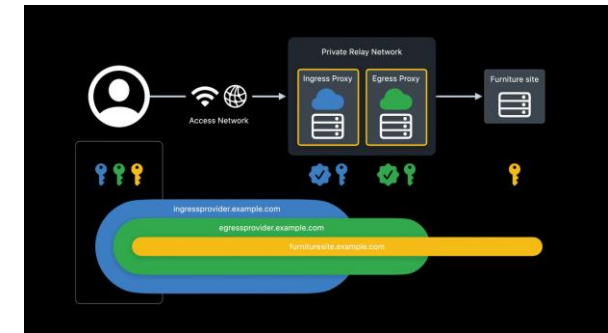 Private Relay Network
Ingress Proxy
Egress Proxy
Furniture site
Access Network
ingressprovider.example.com
egressprovider.example.com
furnituresite.example.com